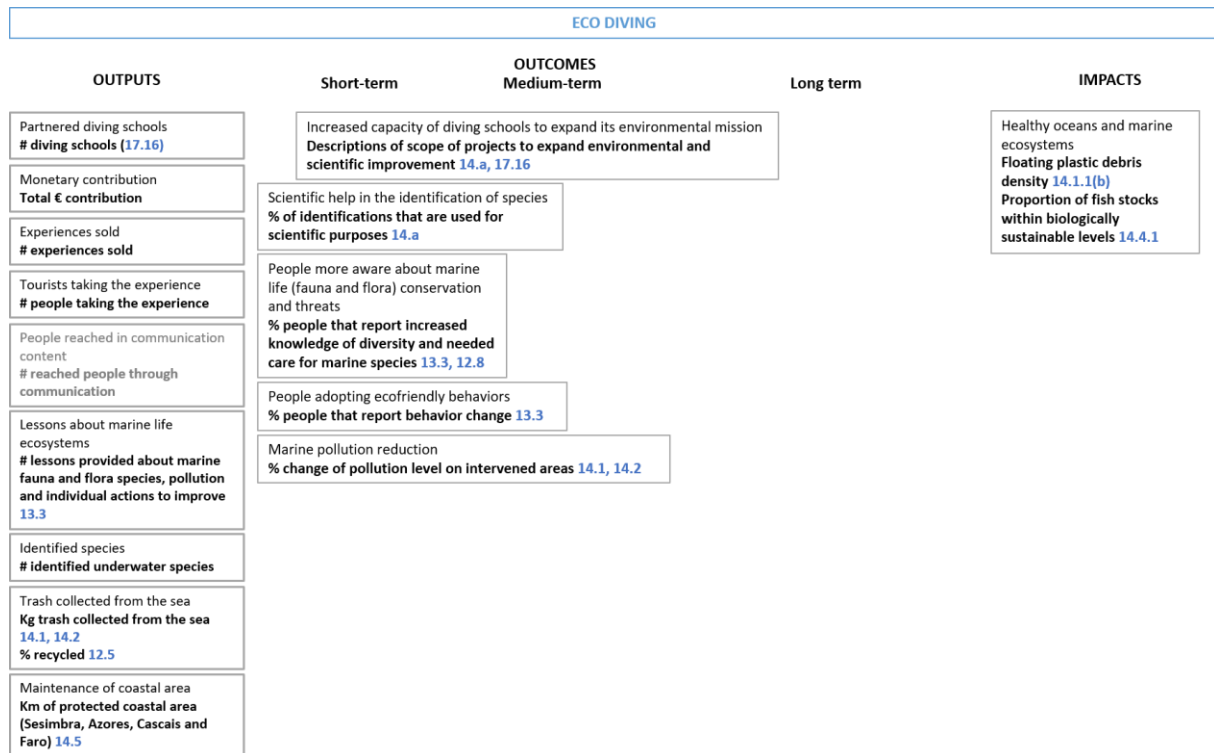 ECO DIVING
OUTPUTS
OUTCOMES
Short-term
Medium-term
Long term
IMPACTS
Partnered diving schools
# diving schools (17.16)
Monetary contribution
Total € contribution
Experiences sold
# experiences sold
Tourists taking the experience
# people taking the experience
People reached in communication
content
# reached people through
communication
Lessons about marine life
ecosystems
# lessons provided about marine
fauna and flora species, pollution
and individual actions to improve
13.3
Identified species
# identified underwater species
Trash collected from the sea
Kg trash collected from the sea
14.1, 14.2
% recycled 12.5
Maintenance of coastal area
Km of protected coastal area
(Sesimbra, Azores, Cascais and
Faro) 14.5
Increased capacity of diving schools to expand its environmental mission
Descriptions of scope of projects to expand environmental and
scientific improvement 14.a, 17.16
Scientific help in the identification of species
% of identifications that are used for
scientific purposes 14.a
People more aware about marine
life (fauna and flora) conservation
and threats
% people that report increased
knowledge of diversity and needed
care for marine species 13.3, 12.8
People adopting ecofriendly behaviors
% people that report behavior change 13.3
Marine pollution reduction
% change of pollution level on intervened areas 14.1, 14.2
Healthy oceans and marine
ecosystems
Floating plastic debris
density 14.1.1(b)
Proportion of fish stocks
within biologically
sustainable levels 14.4.1